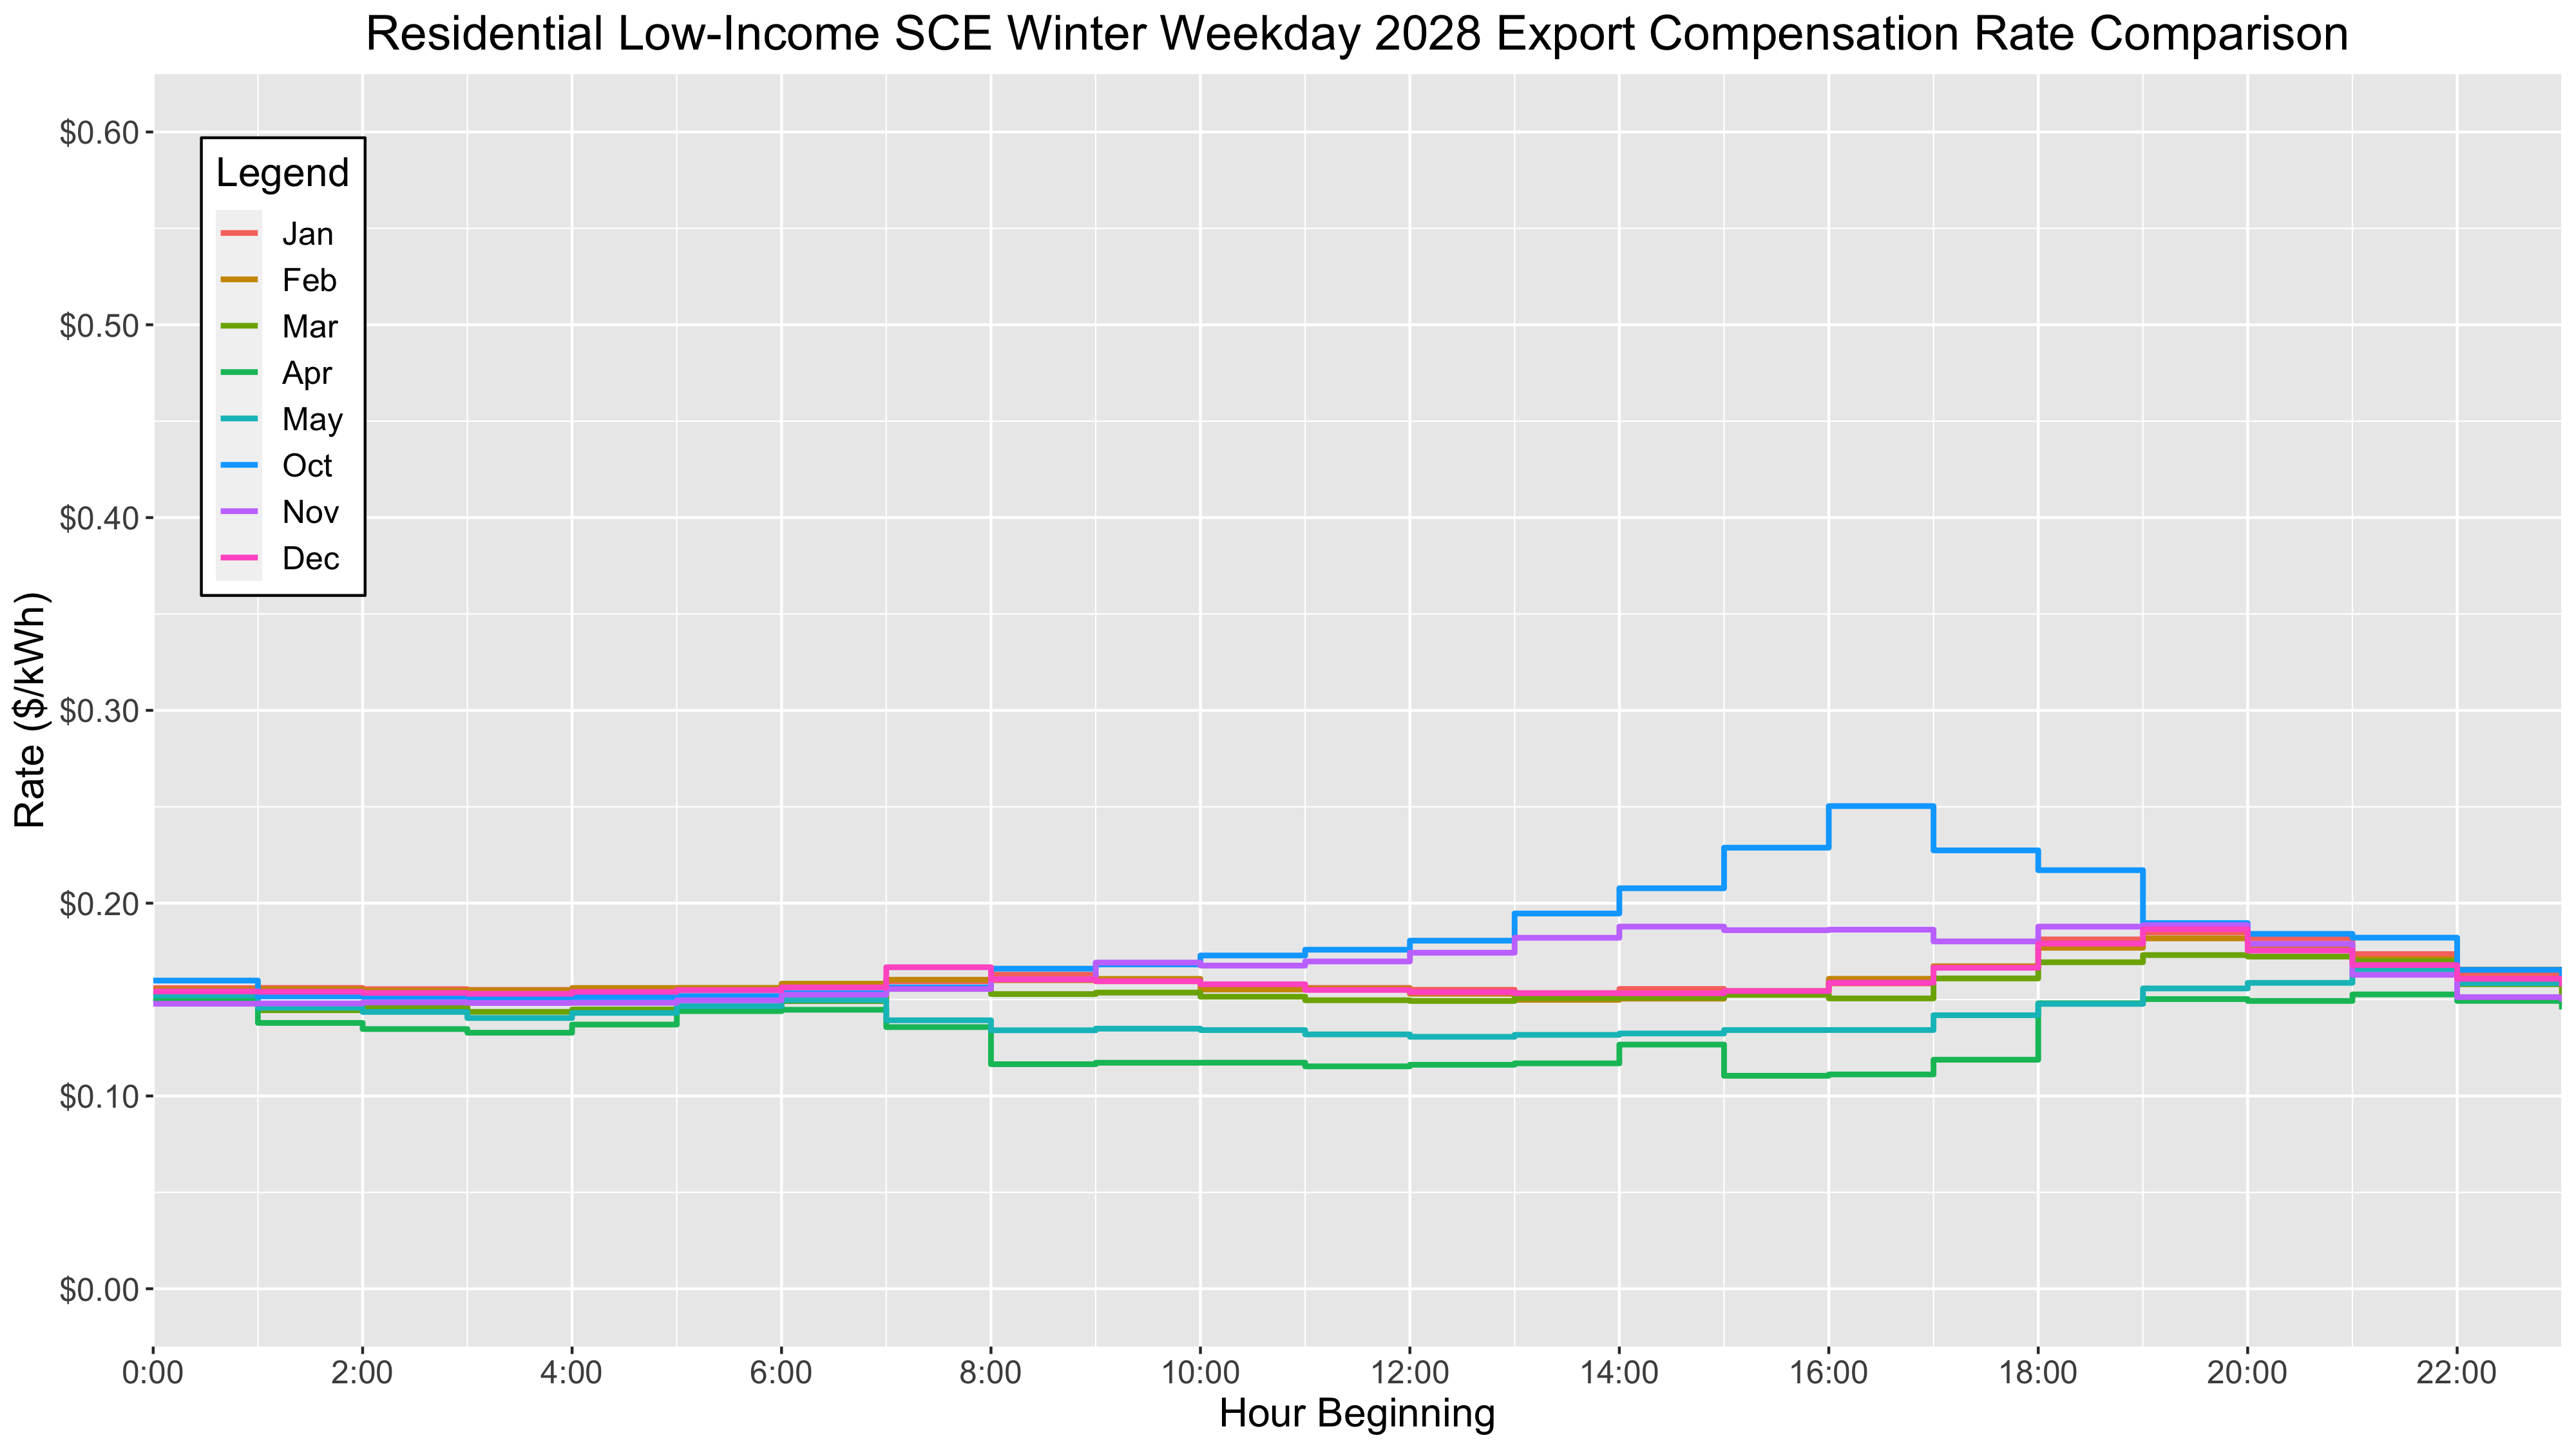 Residential Low-Income SCE Winter Weekday 2028 Export Compensation Rate Comparison
$0.60
$0.50
$0.40
$0.30
$0.20
$0.10
$0.00
Rate ($/kWh)
Legend
Jan
Feb
Mar
Apr
May
Oct
Nov
Dec
0:00 2:00 4:00 6:00 8:00 10:00 12:00 14:00 16:00 18:00 20:00 22:00
Hour Beginning